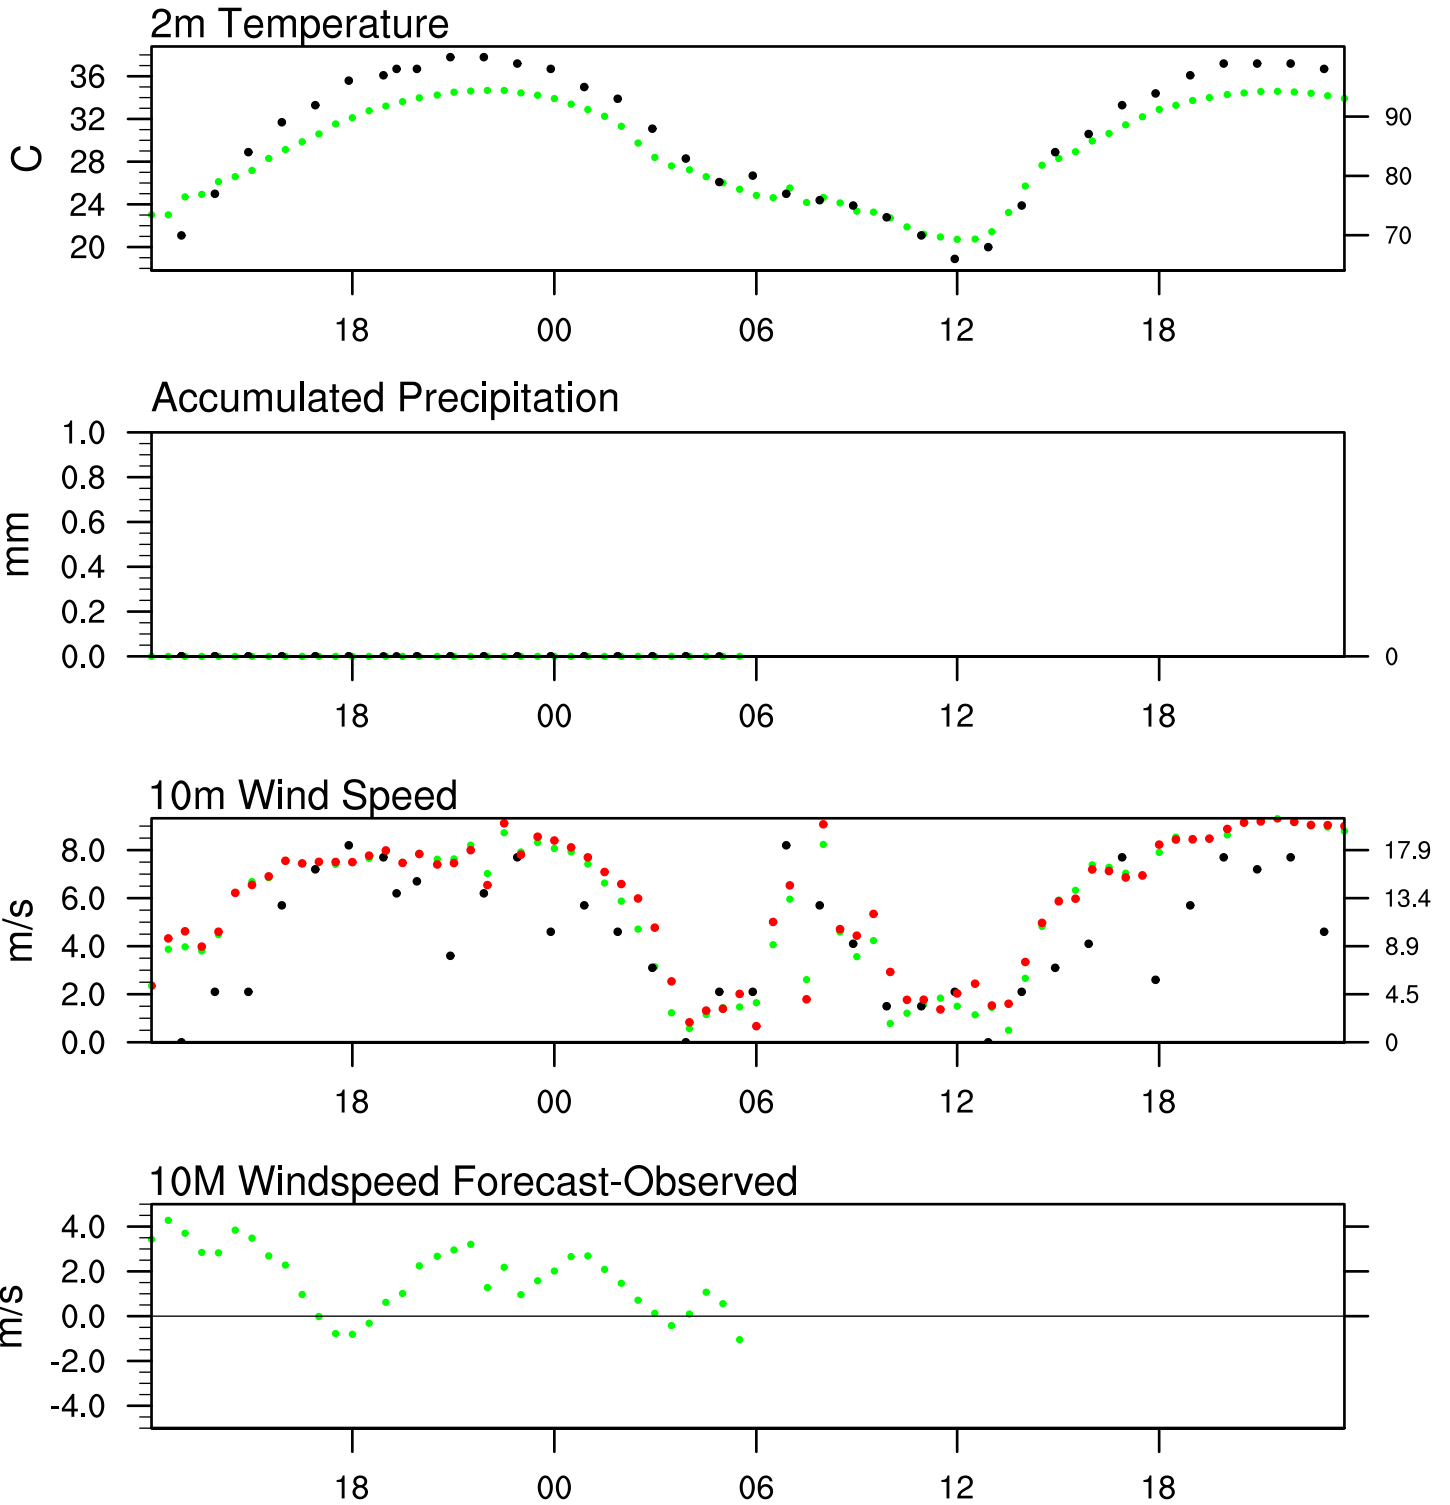 2m Temperature
36
32
28
24
20
C
90
80
70
18 00 06 12 18
Accumulated Precipitation
1.0
0.8
0.6
0.4
0.2
0.0
mm
0
18 00 06 12 18
10m Wind Speed
8.0
6.0
4.0
2.0
0.0
m/s
17.9
13.4
8.9
4.5
0
18 00 06 12 18
10M Windspeed Forecast-Observed
4.0
2.0
0.0
-2.0
-4.0
m/s
18 00 06 12 18